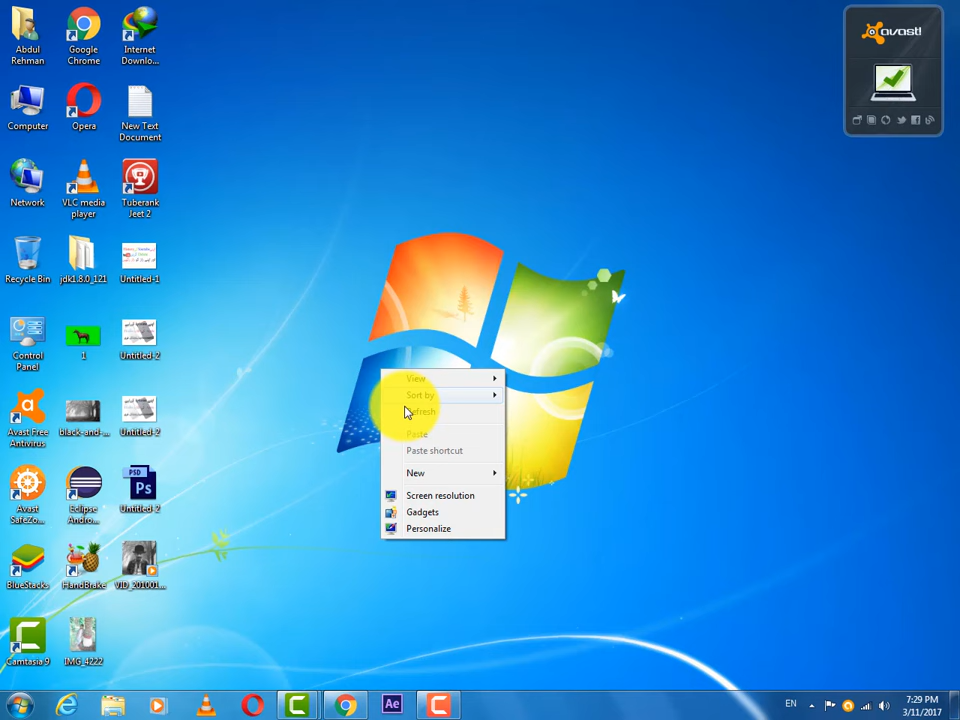 Abdul
Rehman
Google
Chrome
Internet
Downlo...
Computer
Opera
New Text
Document
Network
VLC media
player
Tuberank
Jeet 2
Recycle Bin
jdk1.8.0_121
Untitled-1
Control
Panel
1
Untitled-2
Avast Free
Antivirus
black-and-...
Untitled-2
Avast
SafeZo...
Eclipse
Andro...
PSD
Ps
Untitled-2
BlueStacks
HandBrake
VID_201001...
Camtasia 9
IMG_4222
avast!
View
Sort by
Refresh
Paste
Paste shortcut
New
Screen resolution
Gadgets
Personalize
Ae
EN
7:29 PM
3/11/2017